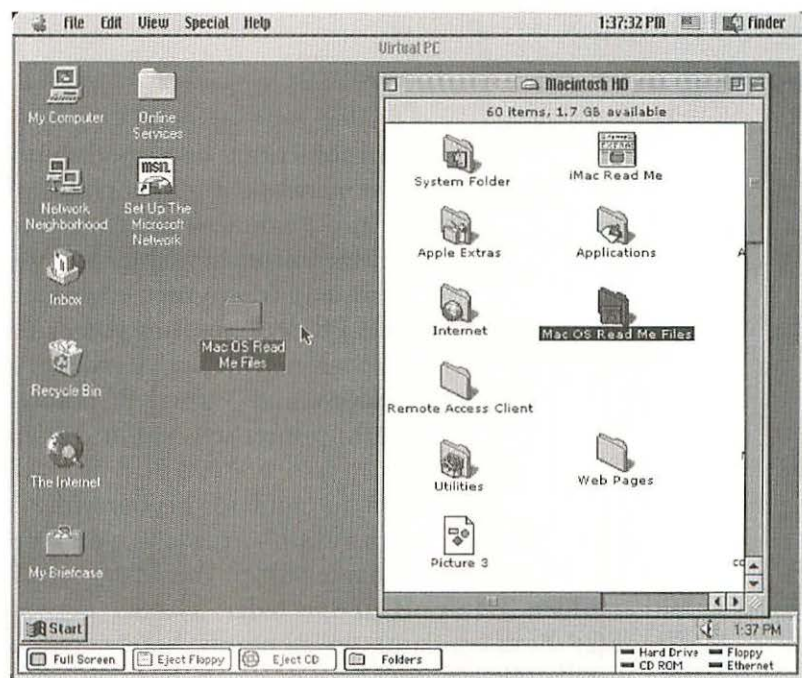 File Edit View Special Help 1:37:32 PM Finder
Virtual PC
My Computer
Online
Services
Network
Neighborhood
msn.
Set Up The
Microsoft
Network
Inbox
Mac OS Read
Me Files
Recycle Bin
The Internet
My Briefcase
Macintosh HD
60 items, 1.7 GB available
System Folder
iMac Read Me
Apple Extras
Applications
A
Internet
Mac OS Read Me Files
Remote Access Client
Utilities
Web Pages
Picture 3
Start
1:37 PM
Full Screen
Eject Floppy
Eject CD
Folders
Hard Drive
Floppy
CD ROM
Ethernet